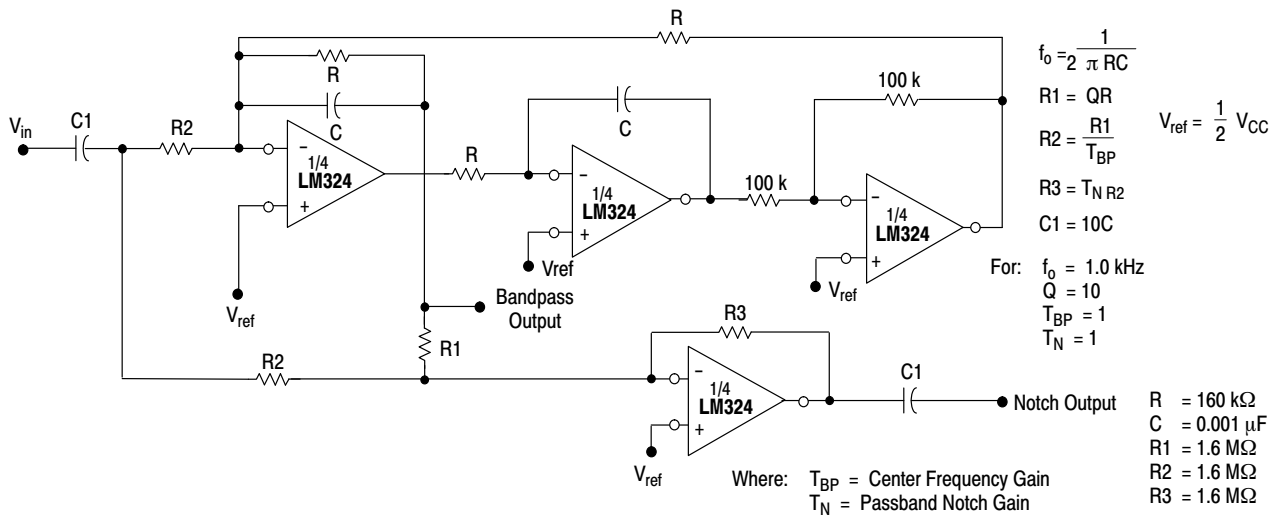 R
R
C
C1
V_in
R2
1/4
LM324
−
+
V_ref
R
C
1/4
LM324
−
+
Vref
100 k
100 k
1/4
LM324
−
+
V_ref
Bandpass
Output
R1
R2
R3
1/4
LM324
−
+
V_ref
C1
Notch Output
f_o = 1 / 2 π RC
R1 = QR
R2 = R1 / T_BP
R3 = T_N R2
C1 = 10C
V_ref = 1/2 V_CC
For: f_o = 1.0 kHz
Q = 10
T_BP = 1
T_N = 1
R = 160 kΩ
C = 0.001 μF
R1 = 1.6 MΩ
R2 = 1.6 MΩ
R3 = 1.6 MΩ
Where: T_BP = Center Frequency Gain
T_N = Passband Notch Gain